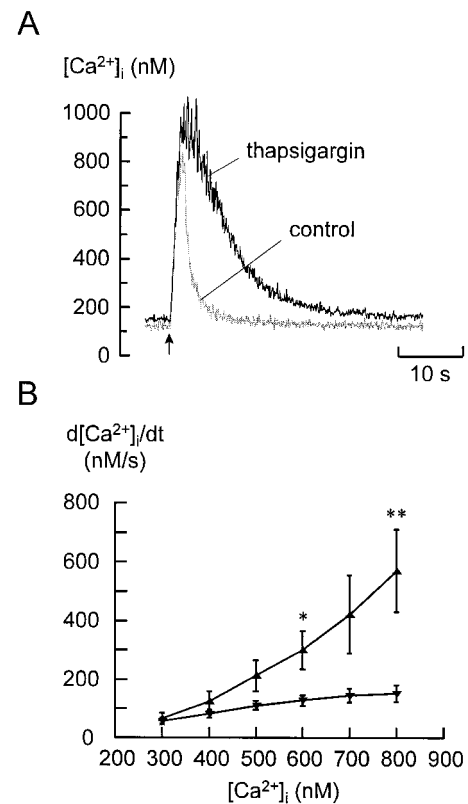 A
[Ca²⁺]ᵢ (nM)
1000
800
600
400
200
0
thapsigargin
control
10 s
B
d[Ca²⁺]ᵢ/dt
(nM/s)
800
600
400
200
0
*
**
200 300 400 500 600 700 800 900
[Ca²⁺]ᵢ (nM)